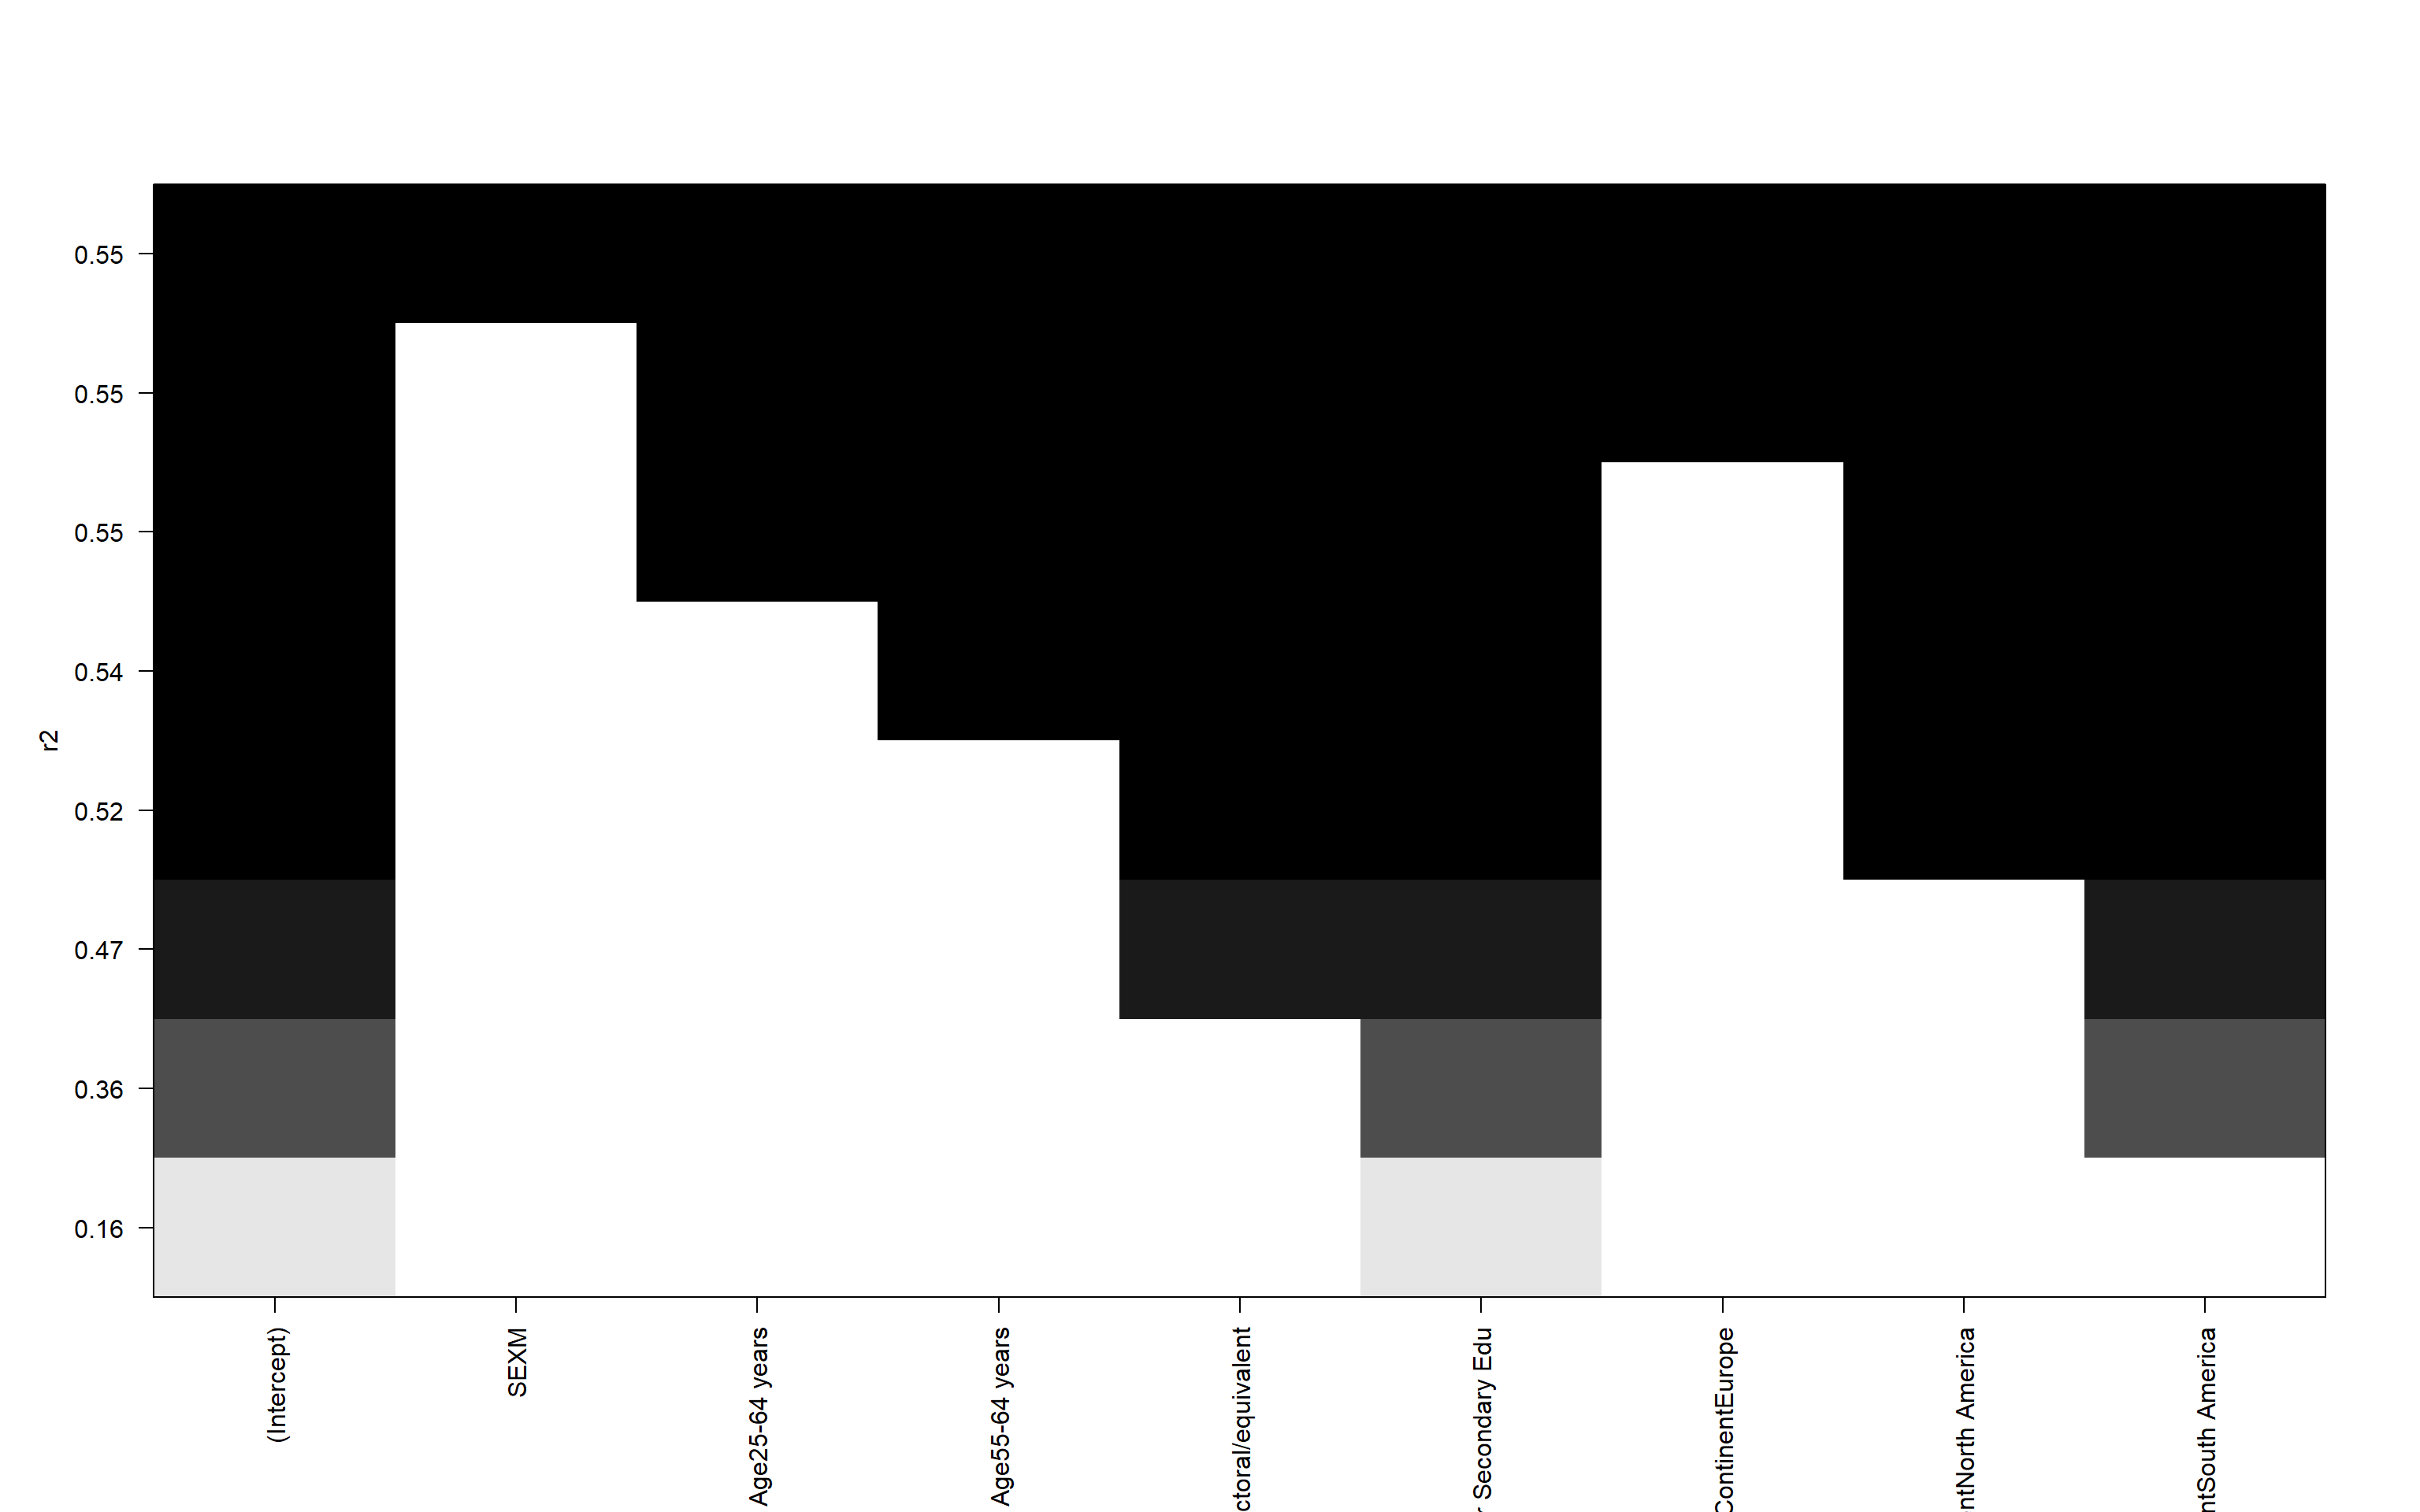 0.55
0.55
0.55
0.54
0.52
0.47
0.36
0.16
r2
(Intercept)
SEXM
Age25-64 years
Age55-64 years
ctoral/equivalent
r Secondary Edu
ContinentEurope
entNorth America
ntSouth America